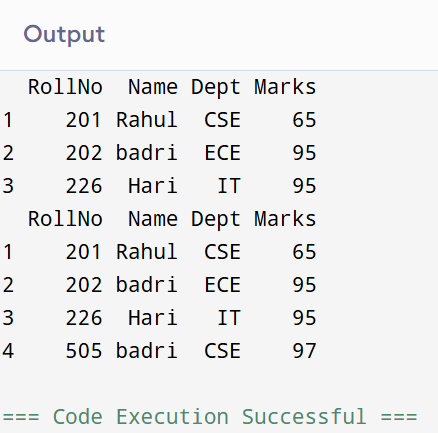 Output
  RollNo  Name Dept Marks
1    201 Rahul  CSE    65
2    202 badri  ECE    95
3    226  Hari   IT    95
  RollNo  Name Dept Marks
1    201 Rahul  CSE    65
2    202 badri  ECE    95
3    226  Hari   IT    95
4    505 badri  CSE    97
=== Code Execution Successful ===